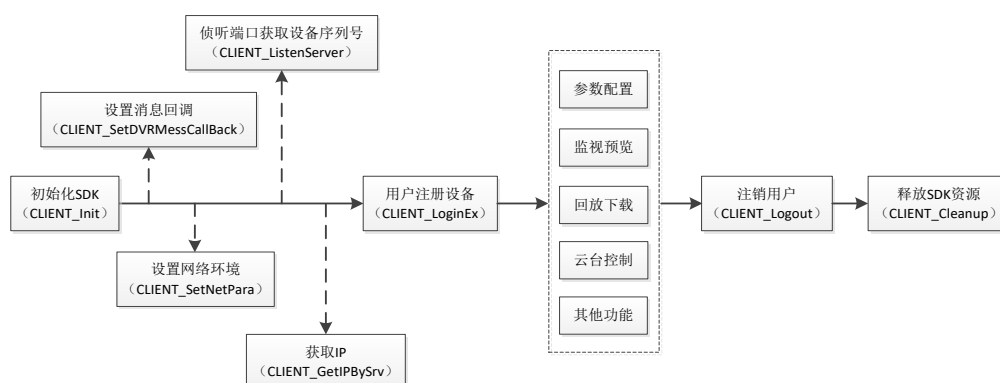 侦听端口获取设备序列号
（CLIENT_ListenServer）
设置消息回调
（CLIENT_SetDVRMessCallBack）
初始化SDK
（CLIENT_Init）
设置网络环境
（CLIENT_SetNetPara）
获取IP
（CLIENT_GetIPBySrv）
用户注册设备
（CLIENT_LoginEx）
参数配置
监视预览
回放下载
云台控制
其他功能
注销用户
（CLIENT_Logout）
释放SDK资源
（CLIENT_Cleanup）